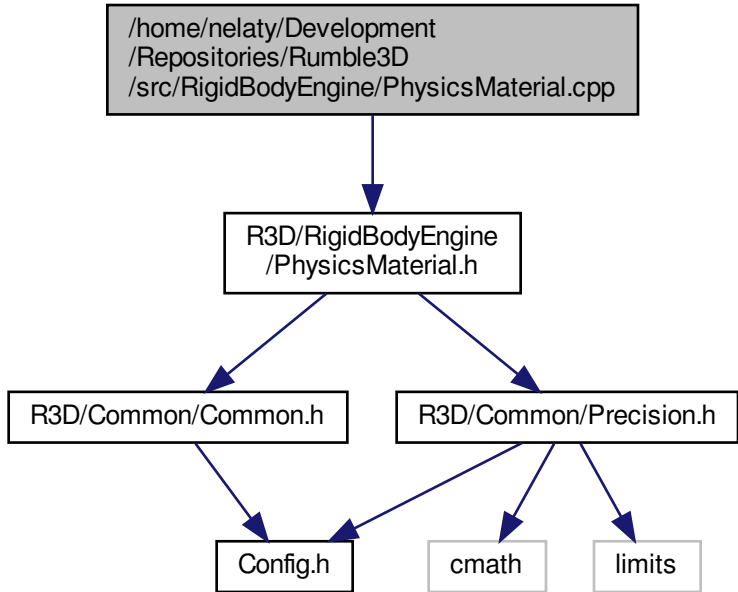 /home/nelaty/Development
/Repositories/Rumble3D
/src/RigidBodyEngine/PhysicsMaterial.cpp
R3D/RigidBodyEngine
/PhysicsMaterial.h
R3D/Common/Common.h
R3D/Common/Precision.h
Config.h
cmath
limits